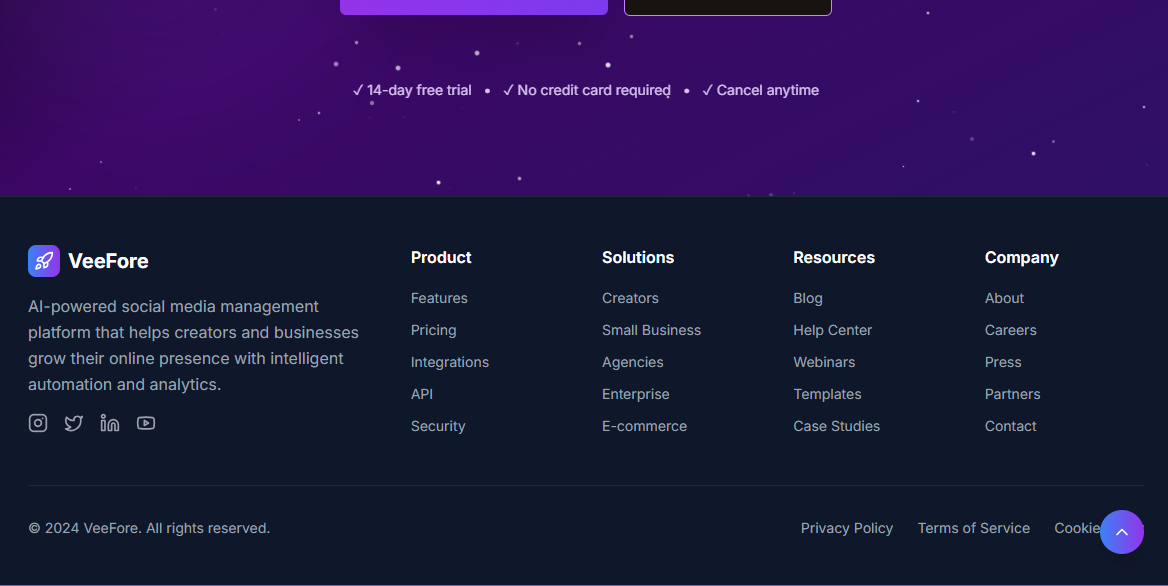 ✓ 14-day free trial • ✓ No credit card required • ✓ Cancel anytime
VeeFore
AI-powered social media management
platform that helps creators and businesses
grow their online presence with intelligent
automation and analytics.
Product
Features
Pricing
Integrations
API
Security
Solutions
Creators
Small Business
Agencies
Enterprise
E-commerce
Resources
Blog
Help Center
Webinars
Templates
Case Studies
Company
About
Careers
Press
Partners
Contact
© 2024 VeeFore. All rights reserved.
Privacy Policy Terms of Service Cookie